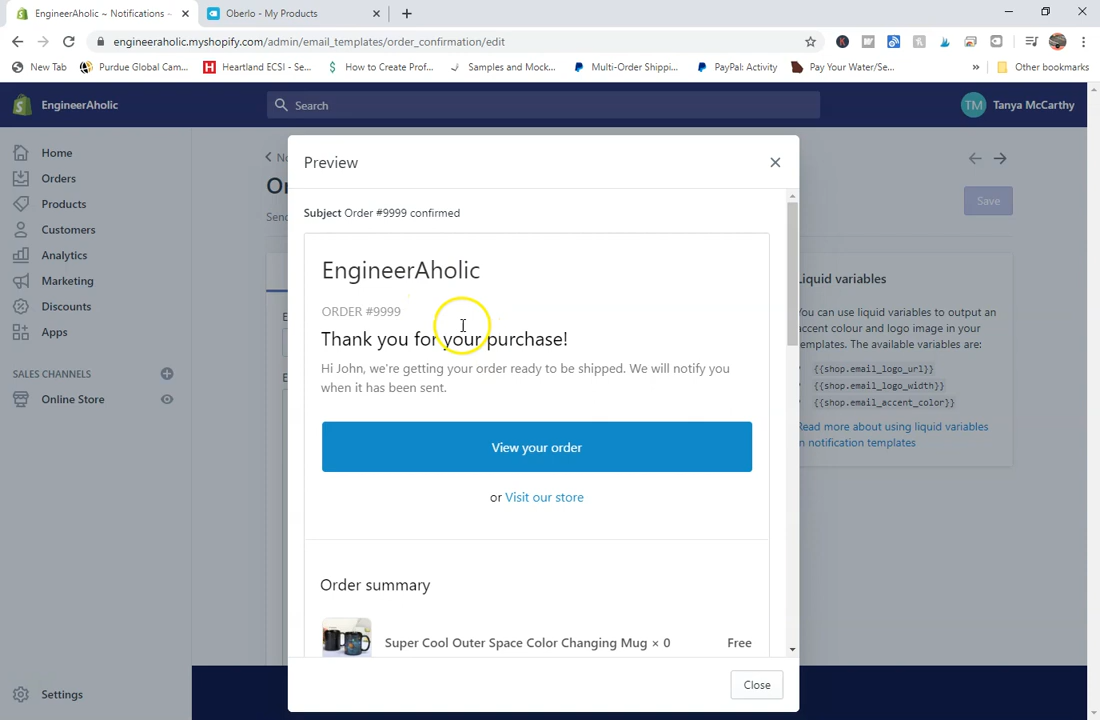 EngineerAholic ~ Notifications ~
Oberlo - My Products
engineeraholic.myshopify.com/admin/email_templates/order_confirmation/edit
New Tab
Purdue Global Cam...
Heartland ECSI - Se...
How to Create Prof...
Samples and Mock...
Multi-Order Shippi...
PayPal: Activity
Pay Your Water/Se...
»
Other bookmarks
EngineerAholic
Search
TM
Tanya McCarthy
Home
Orders
Products
Customers
Analytics
Marketing
Discounts
Apps
SALES CHANNELS
Online Store
Settings
Save
Preview
Subject Order #9999 confirmed
EngineerAholic
ORDER #9999
Thank you for your purchase!
Hi John, we're getting your order ready to be shipped. We will notify you
when it has been sent.
View your order
or Visit our store
Order summary
Super Cool Outer Space Color Changing Mug × 0
Free
Close
Liquid variables
You can use liquid variables to output an
accent colour and logo image in your
templates. The available variables are:
{{shop.email_logo_url}}
{{shop.email_logo_width}}
{{shop.email_accent_color}}
Read more about using liquid variables
in notification templates